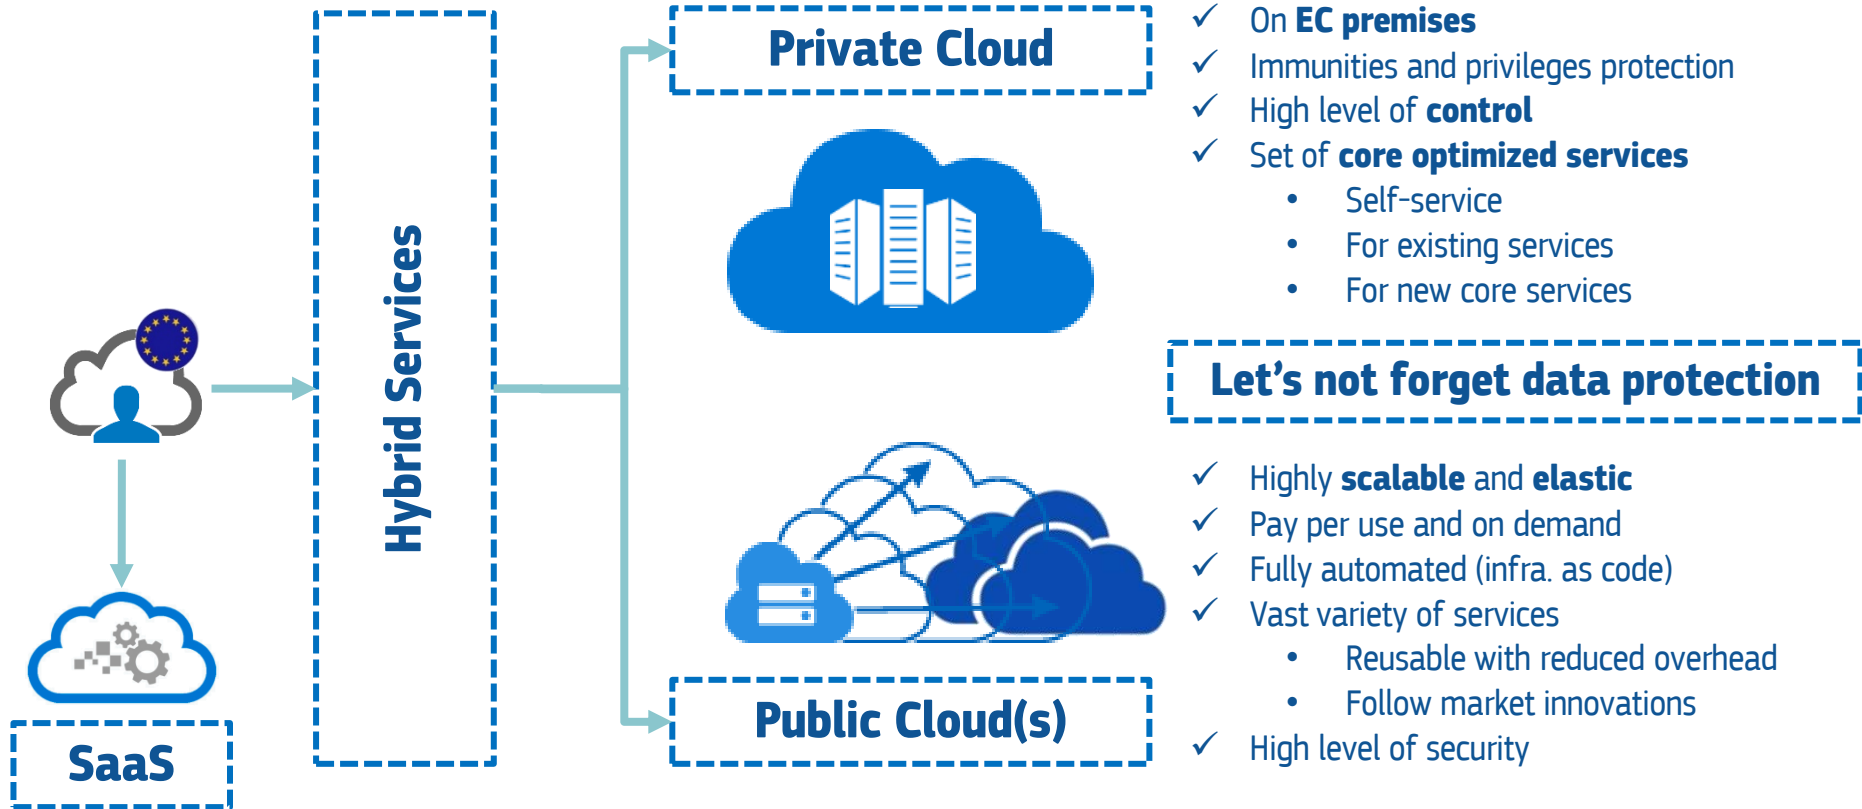 Private Cloud
✓ On EC premises
✓ Immunities and privileges protection
✓ High level of control
✓ Set of core optimized services
• Self-service
• For existing services
• For new core services
Hybrid Services
Let's not forget data protection
✓ Highly scalable and elastic
✓ Pay per use and on demand
✓ Fully automated (infra. as code)
✓ Vast variety of services
• Reusable with reduced overhead
• Follow market innovations
✓ High level of security
Public Cloud(s)
SaaS